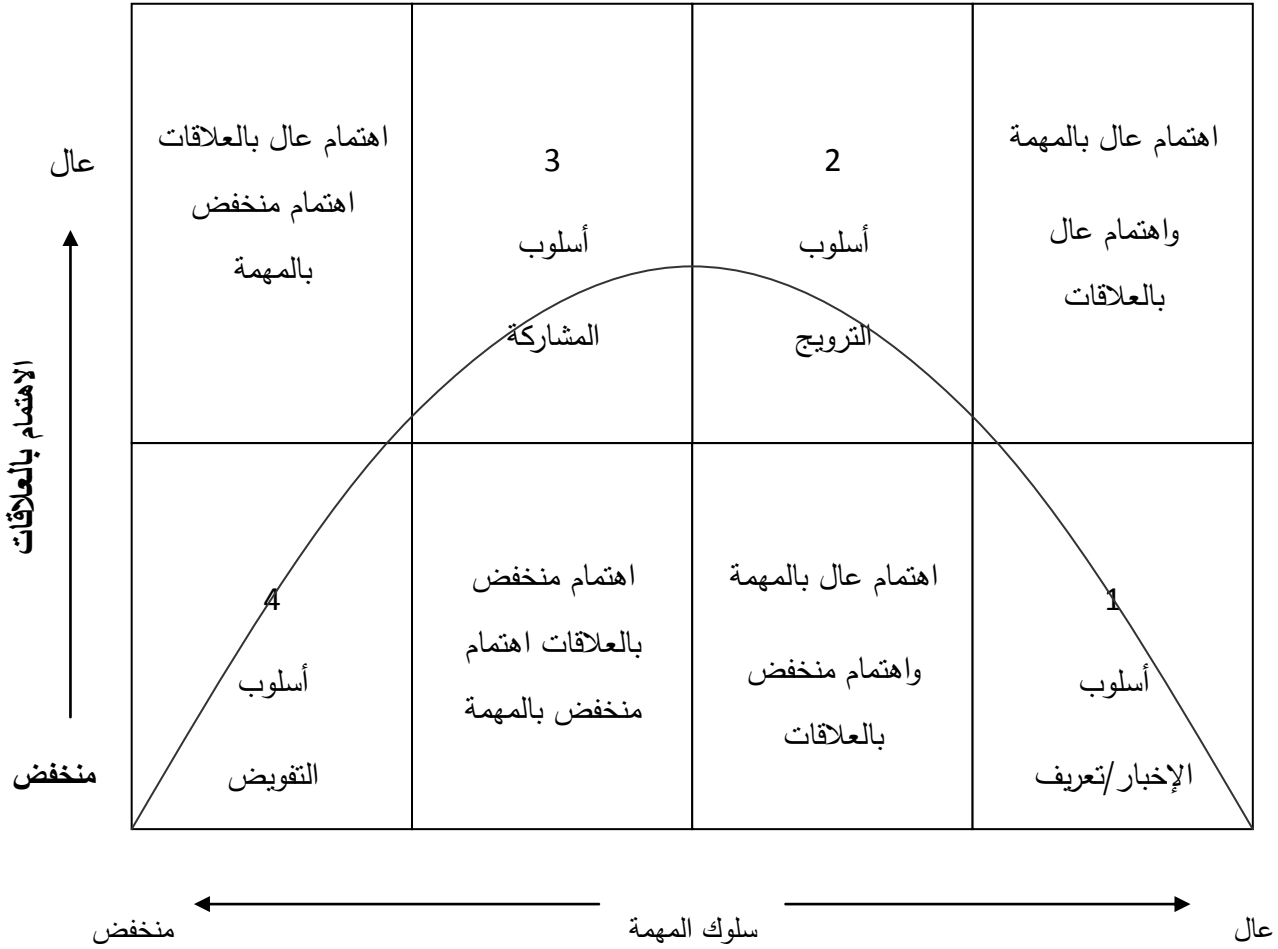 عال
الاهتمام بالعلاقات
منخفض
اهتمام عال بالمهمة
واهتمام عال
بالعلاقات
2
أسلوب
الترويج
3
أسلوب
المشاركة
اهتمام عال بالعلاقات
اهتمام منخفض
بالمهمة
1
أسلوب
الإخبار/تعريف
اهتمام عال بالمهمة
واهتمام منخفض
بالعلاقات
اهتمام منخفض
بالعلاقات اهتمام
منخفض بالمهمة
4
أسلوب
التفويض
عال
سلوك المهمة
منخفض